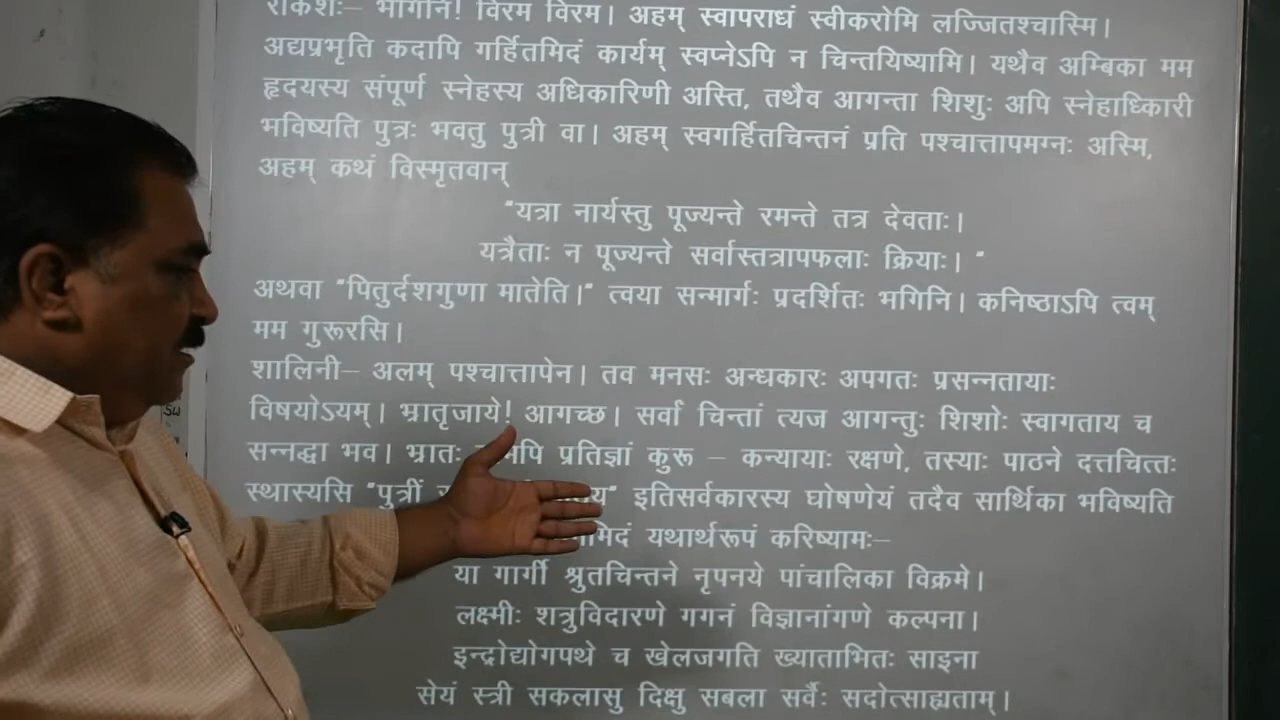 राकेशः– भगिनि! विरम विरम। अहम् स्वापराधं स्वीकरोमि लज्जितश्चास्मि।
अद्यप्रभृति कदापि गर्हितमिदं कार्यम् स्वप्नेऽपि न चिन्तयिष्यामि। यथैव अम्बिका मम
हृदयस्य संपूर्ण स्नेहस्य अधिकारिणी अस्ति, तथैव आगन्ता शिशुः अपि स्नेहाध्किारी
भविष्यति पुत्रः भवतु पुत्री वा। अहम् स्वगर्हितचिन्तनं प्रति पश्चात्तापमग्नः अस्मि,
अहम् कथं विस्मृतवान्
"यत्रा नार्यस्तु पूज्यन्ते रमन्ते तत्र देवताः।
यत्रैताः न पूज्यन्ते सर्वास्तत्रापफलाः क्रियाः। "
अथवा "पितुर्दशगुणा मातेति।" त्वया सन्मार्गः प्रदर्शितः भगिनि। कनिष्ठाऽपि त्वम्
मम गुरूरसि।
शालिनी– अलम् पश्चात्तापेन। तव मनसः अन्धकारः अपगतः प्रसन्नतायाः
विषयोऽयम्। भ्रातृजाये! आगच्छ। सर्वां चिन्तां त्यज आगन्तुः शिशोः स्वागताय च
सन्नद्धा भव। भ्रातः प्रतिज्ञां कुरू – कन्यायाः रक्षणे, तस्याः पाठने दत्तचित्तः
स्थास्यसि "पुत्रीं इतिसर्वकारस्य घोषणेयं तदैव सार्थिका भविष्यति
यथार्थरूपं करिष्यामः–
या गार्गी श्रुतचिन्तने नृपनये पांचालिका विक्रमे।
लक्ष्मीः शत्रुविदारणे गगनं विज्ञानांगणे कल्पना।
इन्द्रोद्योगपथे च खेलजगति ख्याताभितः साइना
सेयं स्त्री सकलासु दिक्षु सबला सर्वैः सदोत्साह्यताम्।